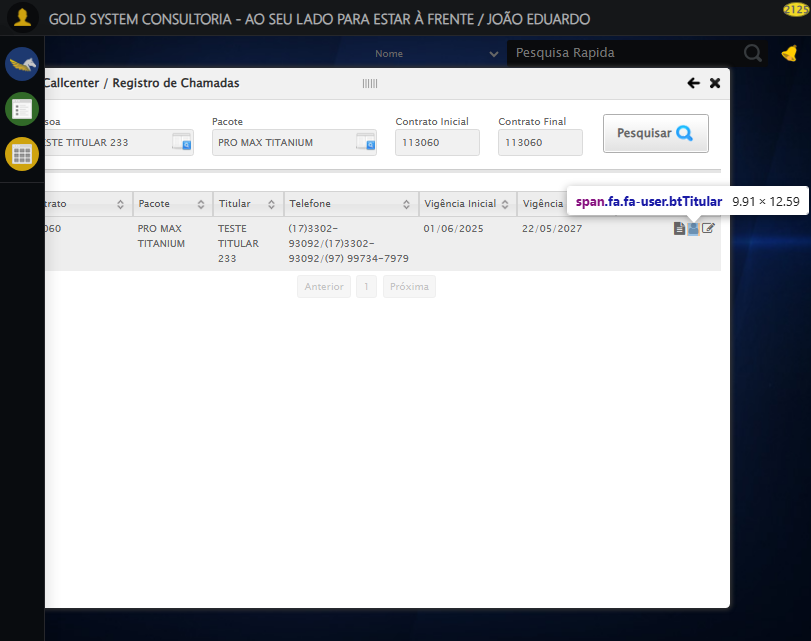 GOLD SYSTEM CONSULTORIA - AO SEU LADO PARA ESTAR À FRENTE / JOÃO EDUARDO
2125
Nome
Pesquisa Rapida
Callcenter / Registro de Chamadas
soa
Pacote
Contrato Inicial
Contrato Final
STE TITULAR 233
PRO MAX TITANIUM
113060
113060
Pesquisar
trato
Pacote
Titular
Telefone
Vigência Inicial
Vigência
span.fa.fa-user.btTitular 9.91 × 12.59
060
PRO MAX
TITANIUM
TESTE
TITULAR
233
(17)3302-
93092/(17)3302-
93092/(97) 99734-7979
01/06/2025
22/05/2027
Anterior
1
Próxima